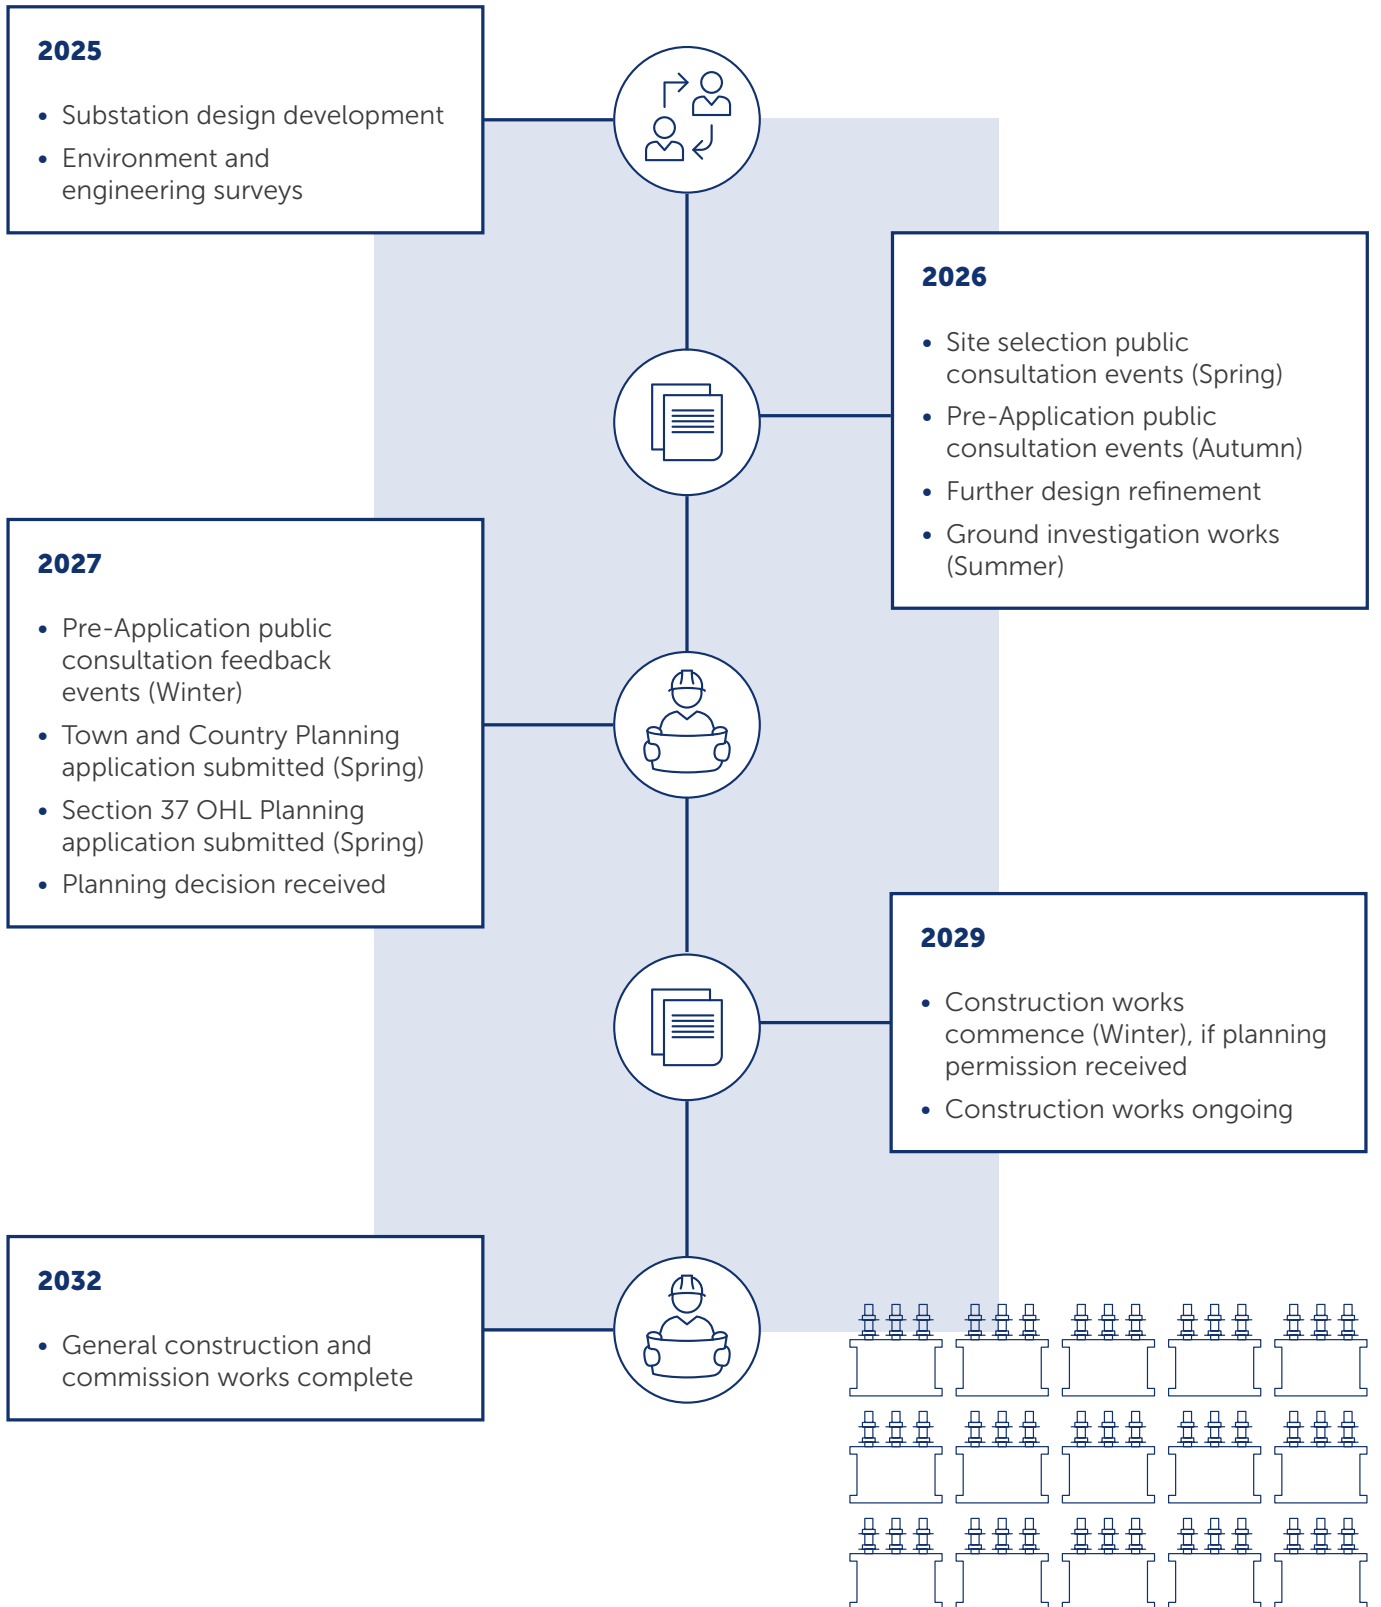 2025
• Substation design development
• Environment and
engineering surveys
2026
• Site selection public
consultation events (Spring)
• Pre-Application public
consultation events (Autumn)
• Further design refinement
• Ground investigation works
(Summer)
2027
• Pre-Application public
consultation feedback
events (Winter)
• Town and Country Planning
application submitted (Spring)
• Section 37 OHL Planning
application submitted (Spring)
• Planning decision received
2029
• Construction works
commence (Winter), if planning
permission received
• Construction works ongoing
2032
• General construction and
commission works complete